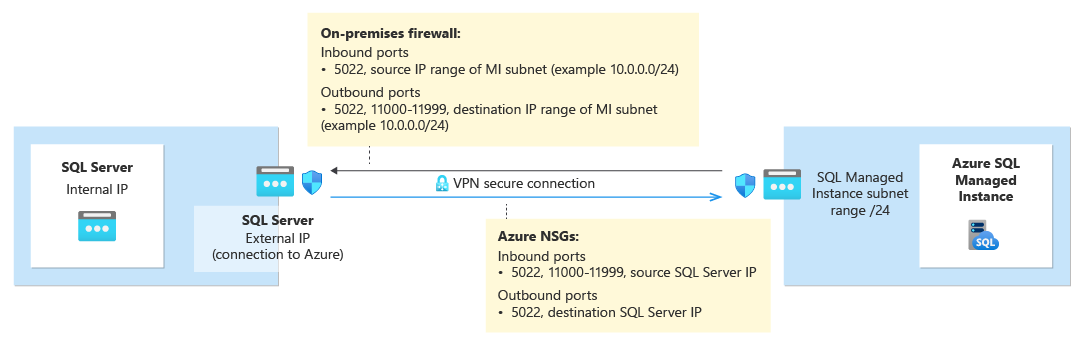 On-premises firewall:
Inbound ports
• 5022, source IP range of MI subnet (example 10.0.0.0/24)
Outbound ports
• 5022, 11000-11999, destination IP range of MI subnet
(example 10.0.0.0/24)
SQL Server
Internal IP
SQL Server
External IP
(connection to Azure)
VPN secure connection
SQL Managed
Instance subnet
range /24
Azure SQL
Managed
Instance
SQL
Azure NSGs:
Inbound ports
• 5022, 11000-11999, source SQL Server IP
Outbound ports
• 5022, destination SQL Server IP